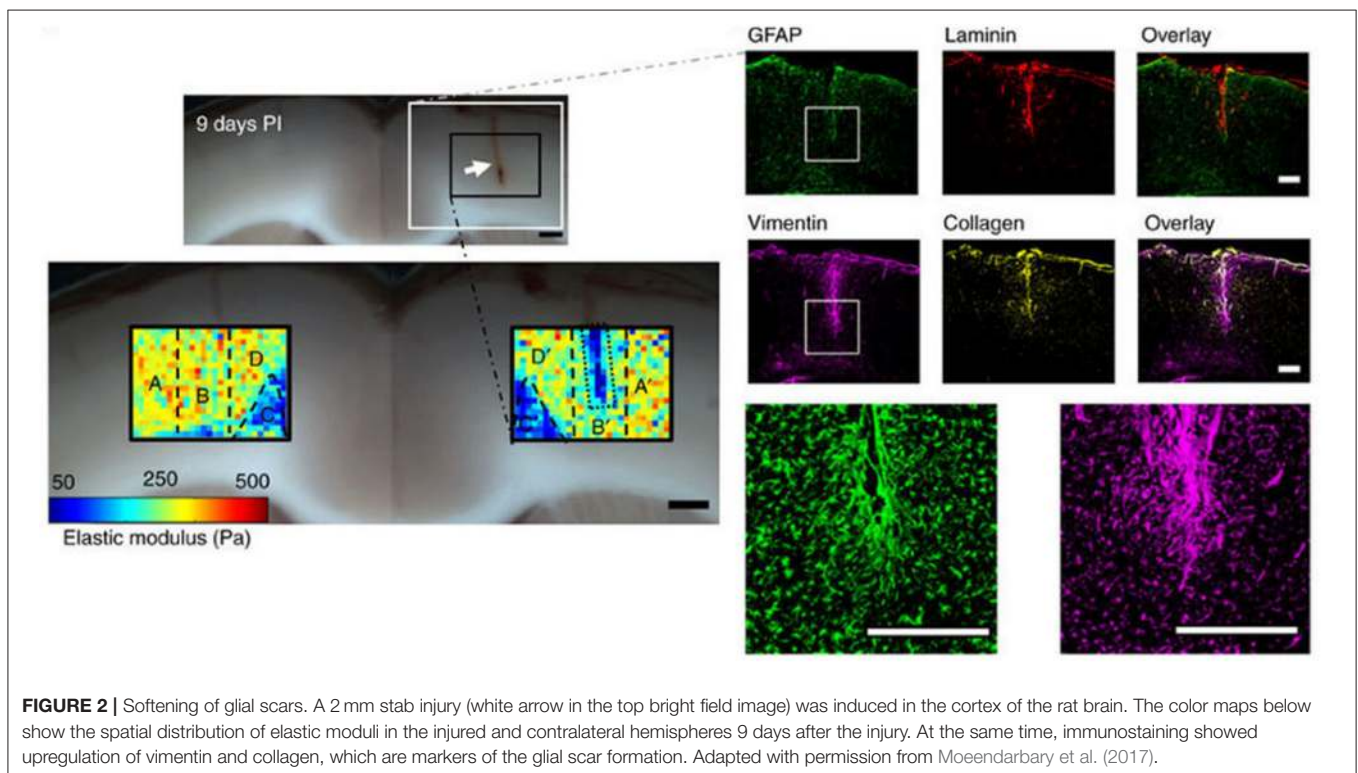 GFAP
Laminin
Overlay
9 days PI
Vimentin
Collagen
Overlay
A
B
D
C
D′
A′
B′
50
250
500
Elastic modulus (Pa)
FIGURE 2 | Softening of glial scars. A 2 mm stab injury (white arrow in the top bright field image) was induced in the cortex of the rat brain. The color maps below
show the spatial distribution of elastic moduli in the injured and contralateral hemispheres 9 days after the injury. At the same time, immunostaining showed
upregulation of vimentin and collagen, which are markers of the glial scar formation. Adapted with permission from Moeendarbary et al. (2017).